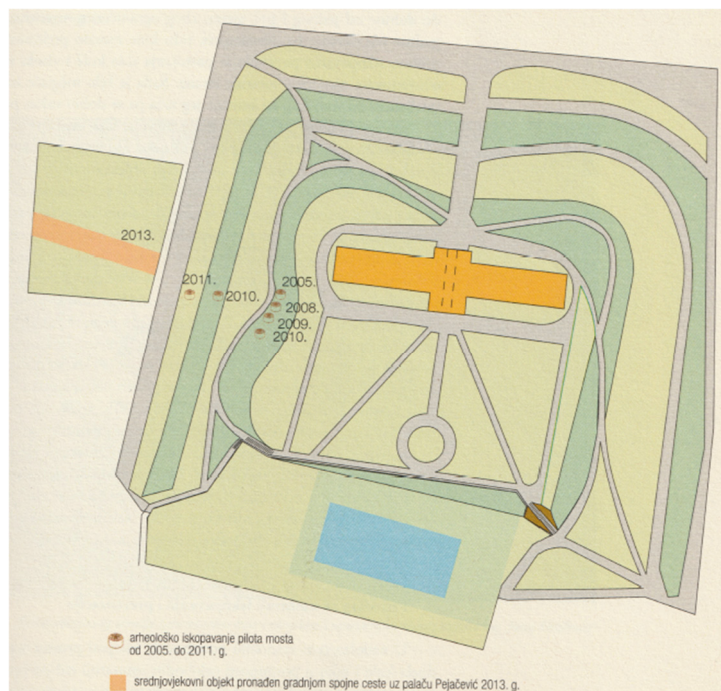 2013.
2011.
2010.
2005.
2008.
2009.
2010.
arheološko iskopavanje pilota mosta
od 2005. do 2011. g.
srednjovjekovni objekt pronađen gradnjom spojne ceste uz palaču Pejačević 2013. g.